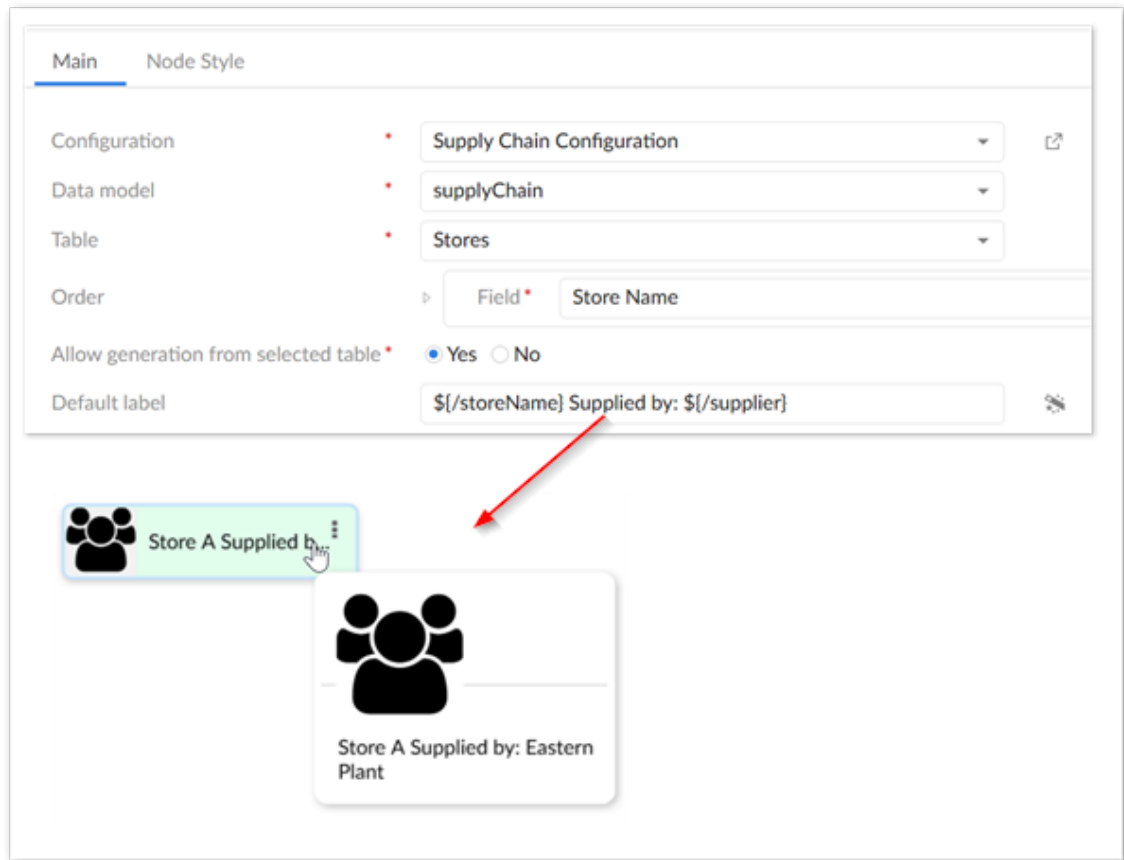 Main Node Style
Configuration * Supply Chain Configuration
Data model * supplyChain
Table * Stores
Order Field * Store Name
Allow generation from selected table * Yes No
Default label ${/storeName} Supplied by: ${/supplier}
Store A Supplied b...
Store A Supplied by: Eastern
Plant